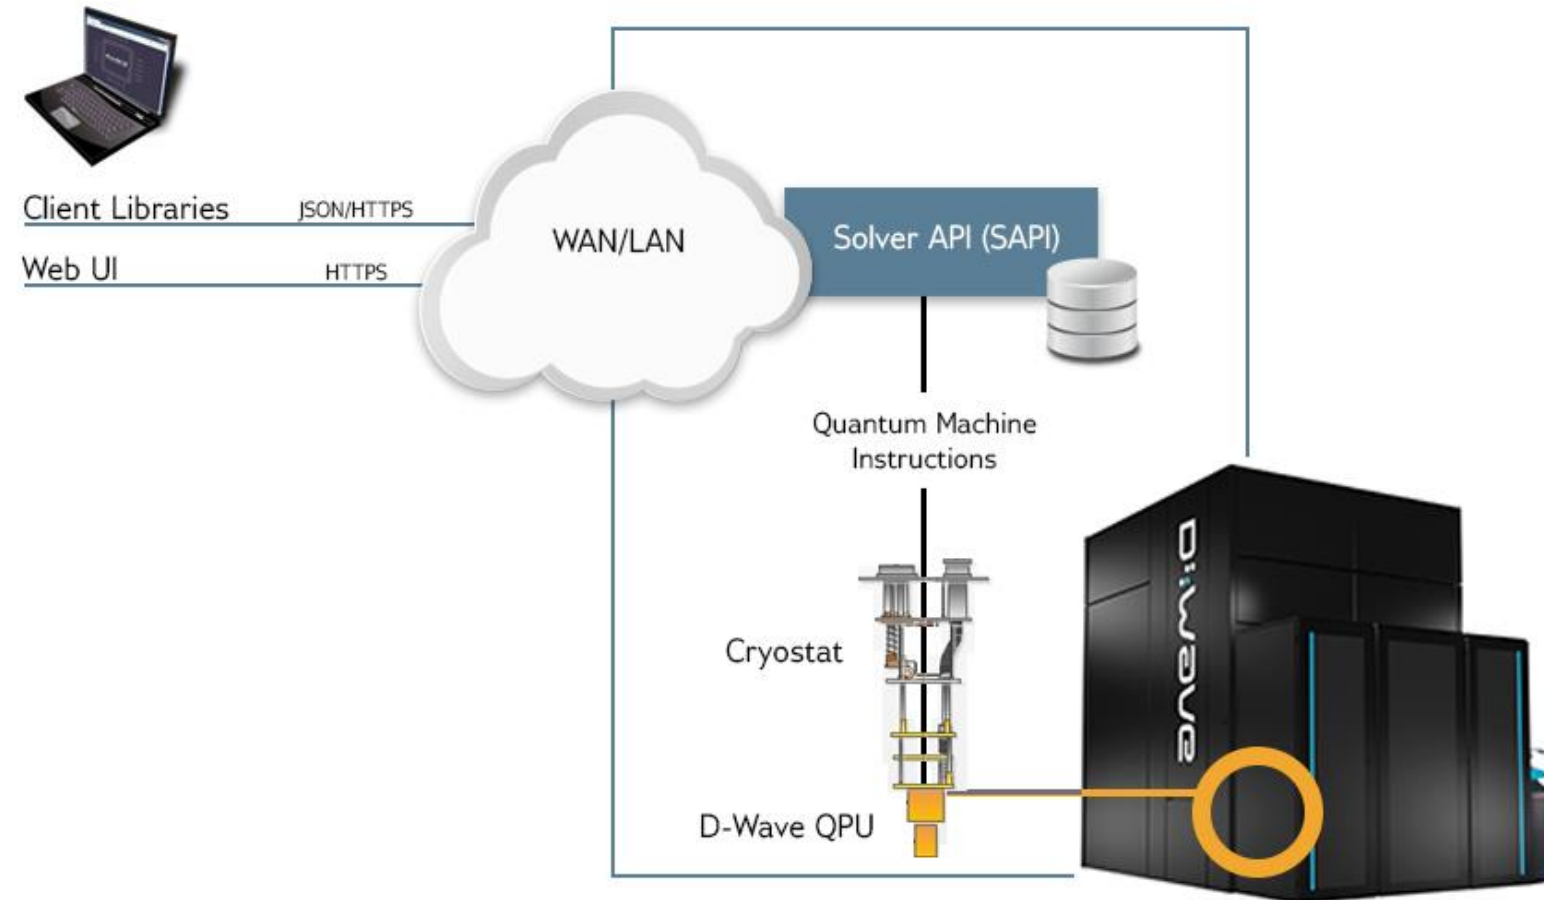 Client Libraries
JSON/HTTPS
Web UI
HTTPS
WAN/LAN
Solver API (SAPI)
Quantum Machine
Instructions
Cryostat
D-Wave QPU
D:wave